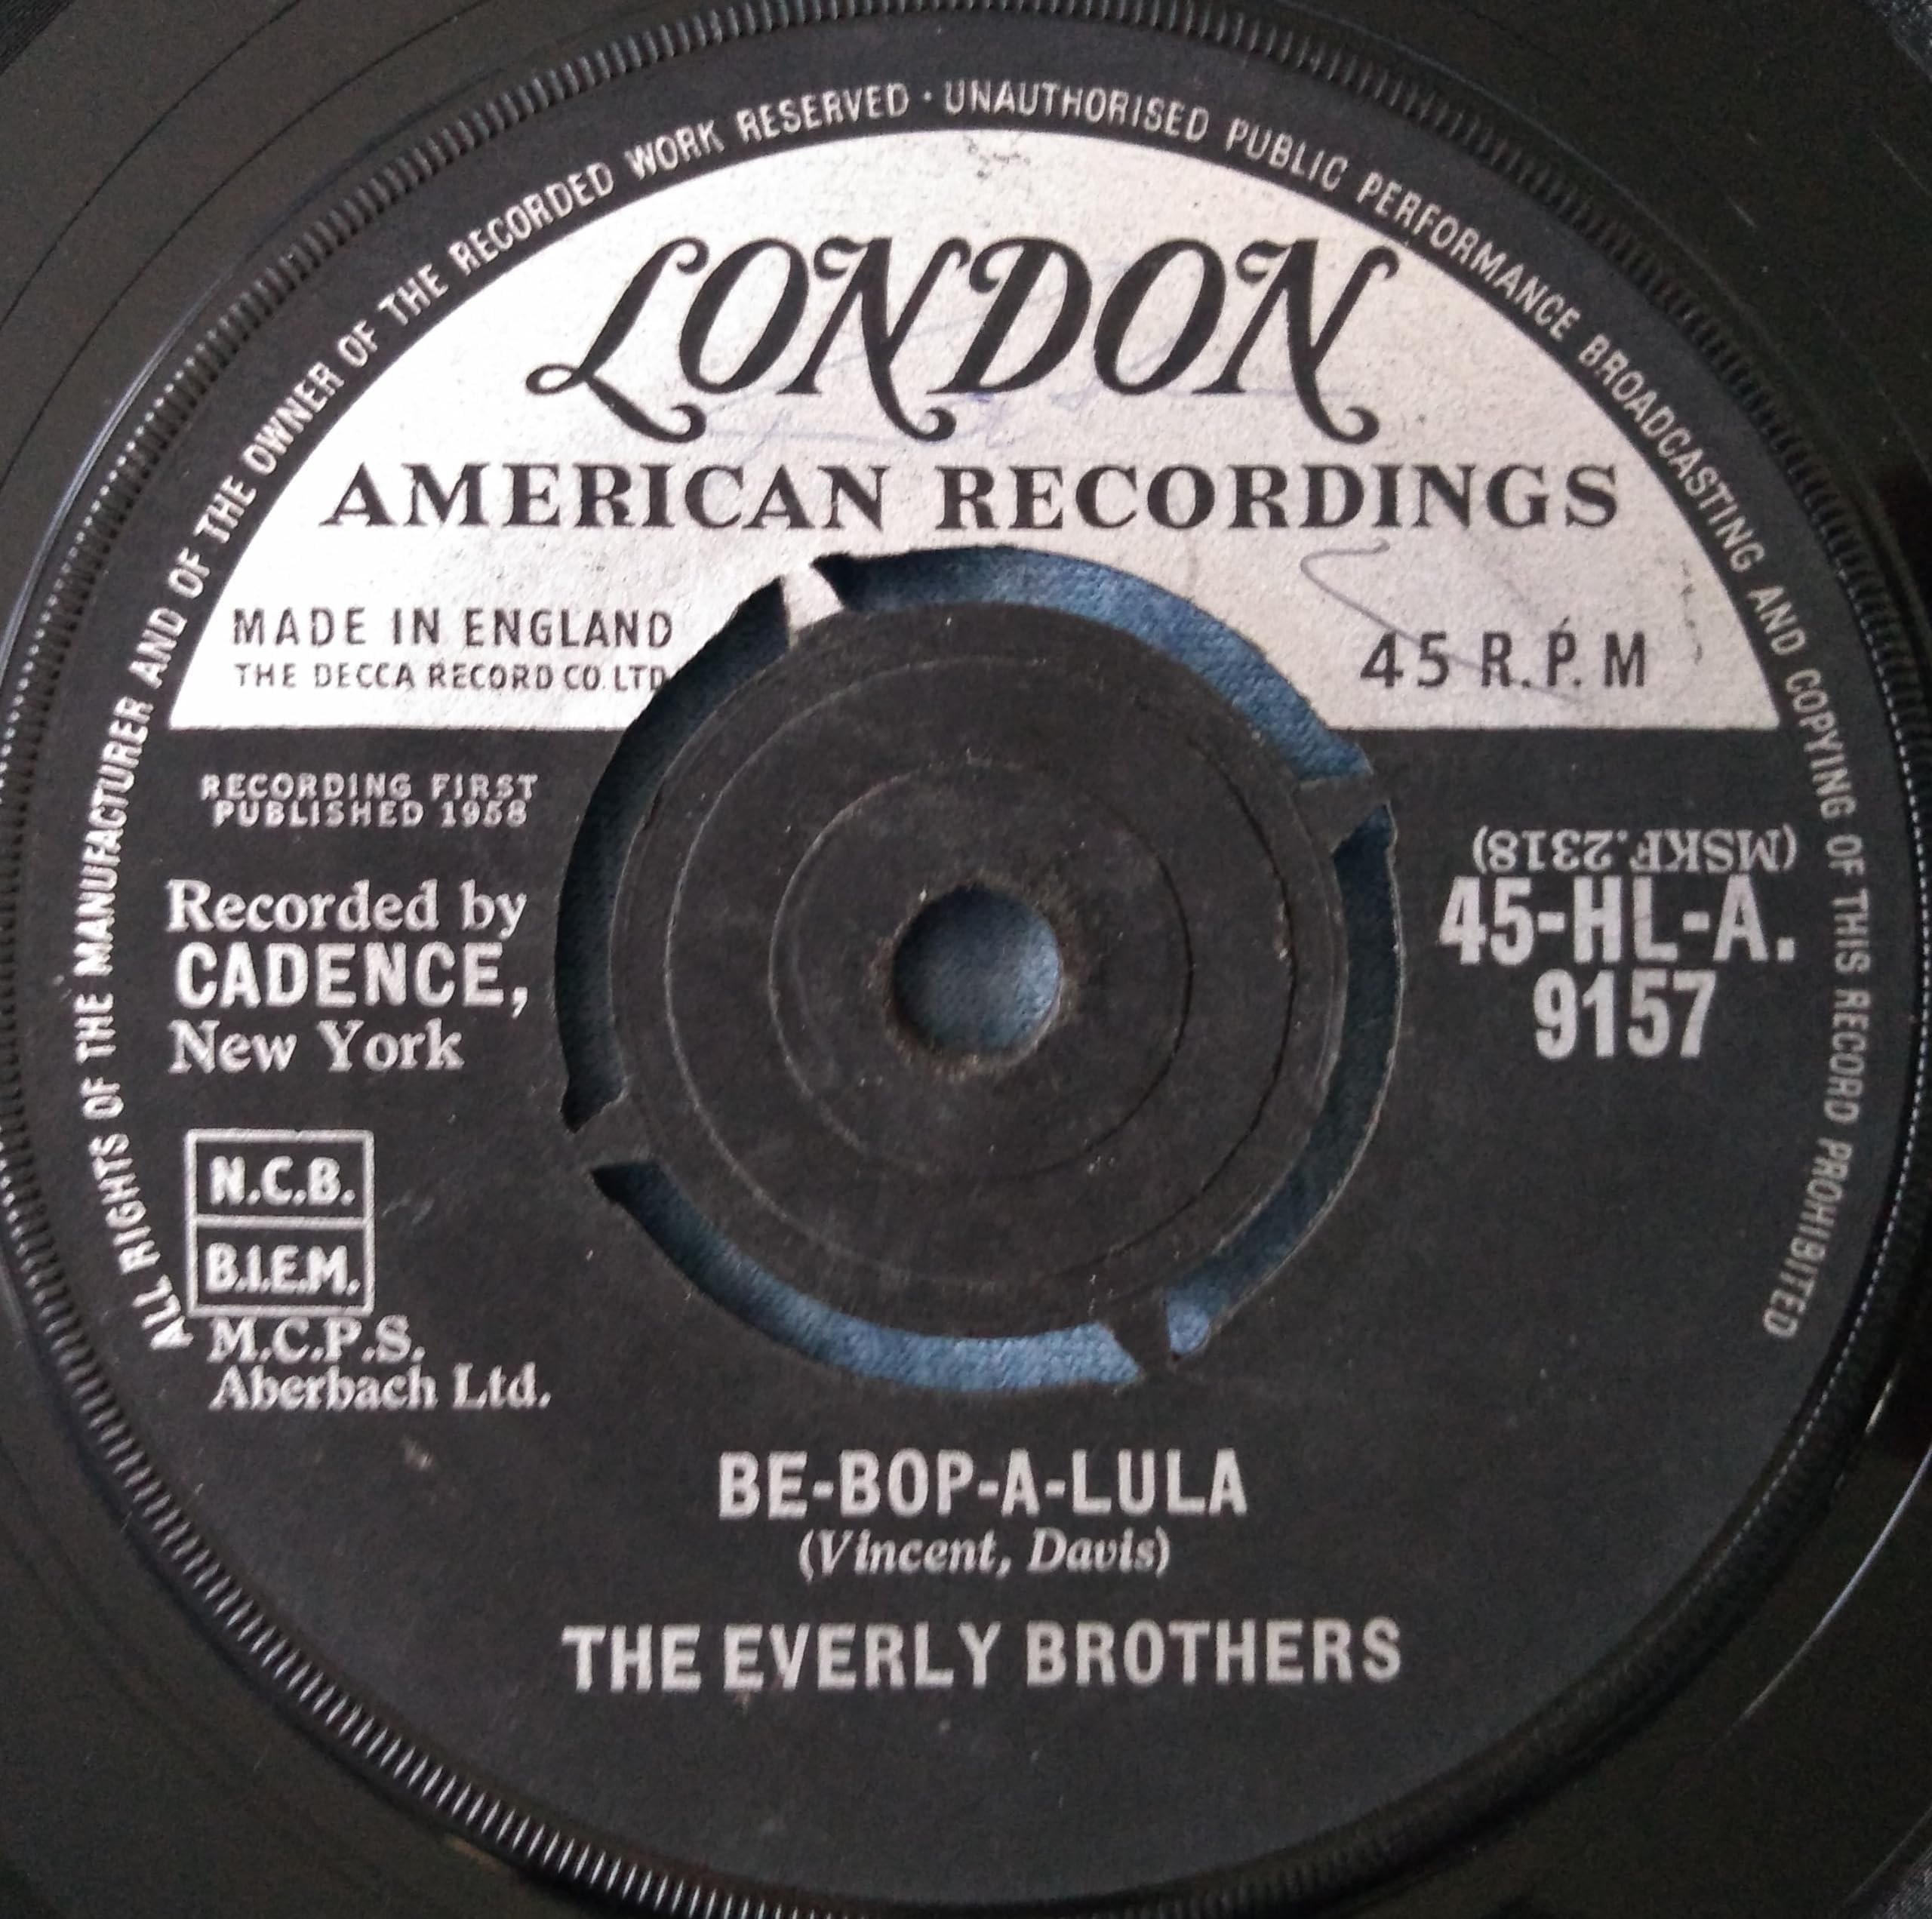 ALL RIGHTS OF THE MANUFACTURER AND OF THE OWNER OF THE RECORDED WORK RESERVED · UNAUTHORISED PUBLIC PERFORMANCE BROADCASTING AND COPYING OF THIS RECORD PROHIBITED
LONDON
AMERICAN RECORDINGS
MADE IN ENGLAND
THE DECCA RECORD CO. LTD
45 R.P.M
RECORDING FIRST
PUBLISHED 1958
Recorded by
CADENCE,
New York
(MSKF.2318)
45-HL-A.
9157
N.C.B.
B.I.E.M.
M.C.P.S.
Aberbach Ltd.
BE-BOP-A-LULA
(Vincent, Davis)
THE EVERLY BROTHERS